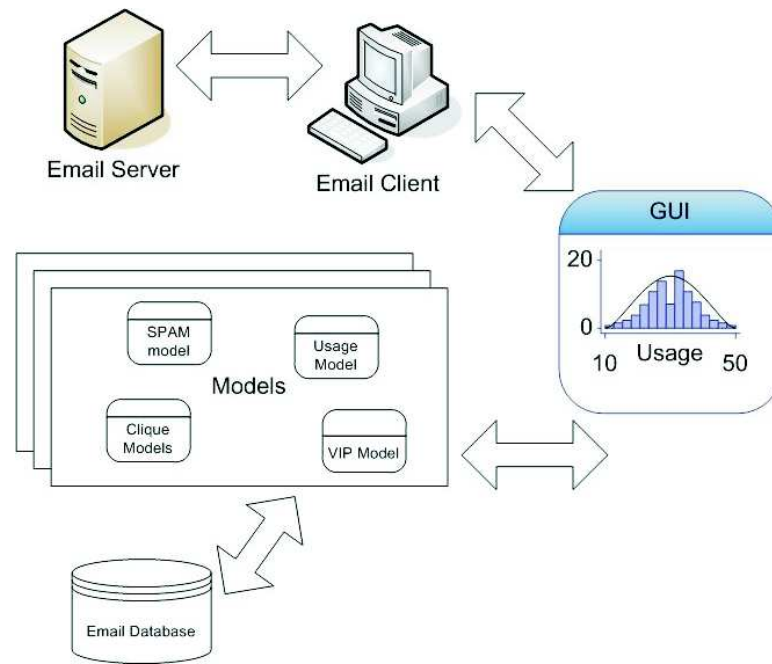 Email Server
Email Client
GUI
20
0
10 Usage 50
SPAM
model
Usage
Model
Models
Clique
Models
VIP Model
Email Database